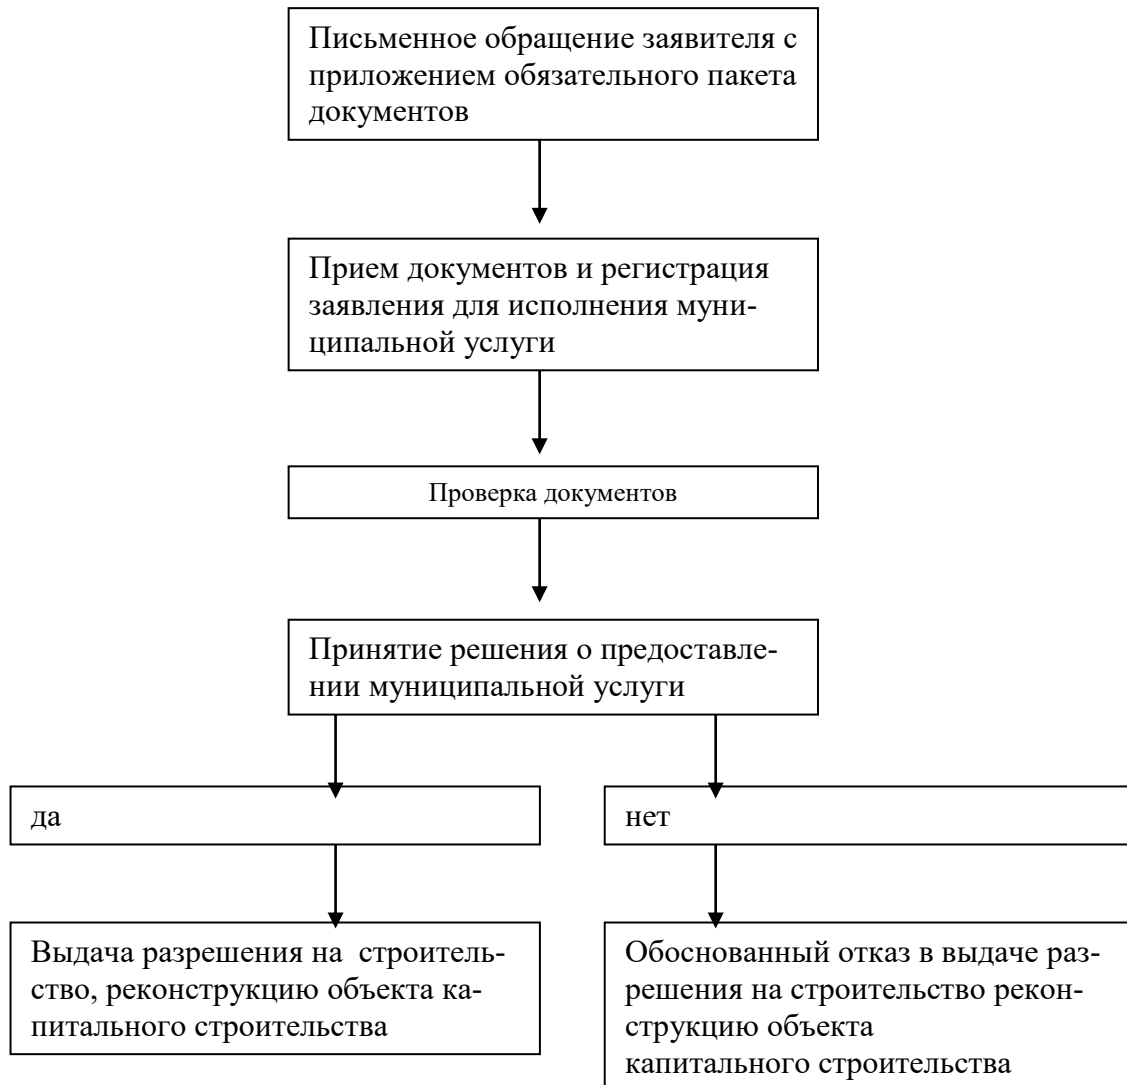 Письменное обращение заявителя с
приложением обязательного пакета
документов
Прием документов и регистрация
заявления для исполнения муни-
ципальной услуги
Проверка документов
Принятие решения о предоставле-
нии муниципальной услуги
да
нет
Выдача разрешения на строитель-
ство, реконструкцию объекта ка-
питального строительства
Обоснованный отказ в выдаче раз-
решения на строительство рекон-
струкцию объекта
капитального строительства